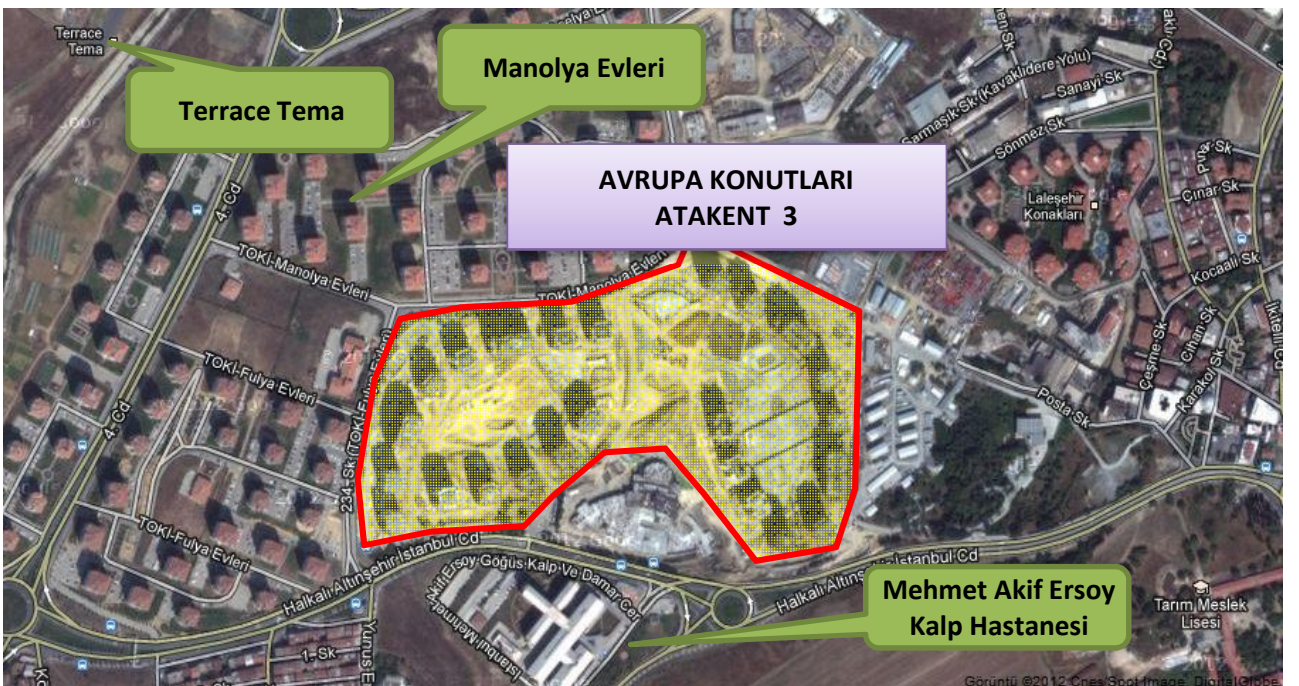 Terrace
Tema
Terrace Tema
Manolya Evleri
AVRUPA KONUTLARI
ATAKENT 3
Sarmaşık Sk (Kavaklıdere Yolu)
Sanayi Sk
Sönmez Sk
Laleşehir
Konakları
Pınar Sk
Çınar Sk
Kocaali Sk
4. Cd
TOKİ-Manolya Evleri
TOKİ-Manolya Evleri
TOKİ-Fulya Evleri
234. Sk (TOKİ-Fulya Evleri)
4. Cd
Çeşme Sk
Cihan Sk
Karakol Sk
İkitelli Cd
Posta Sk
TOKİ-Fulya Evleri
Halkalı Altınşehir İstanbul Cd
Halkalı Altınşehir İstanbul Cd
İstanbul Mehmet Akif Ersoy Göğüs Kalp Ve Damar Cer
Mehmet Akif Ersoy
Kalp Hastanesi
Tarım Meslek
Lisesi
1. Sk
Yunus E
Görüntü ©2012 Cnes/Spot Image, DigitalGlobe